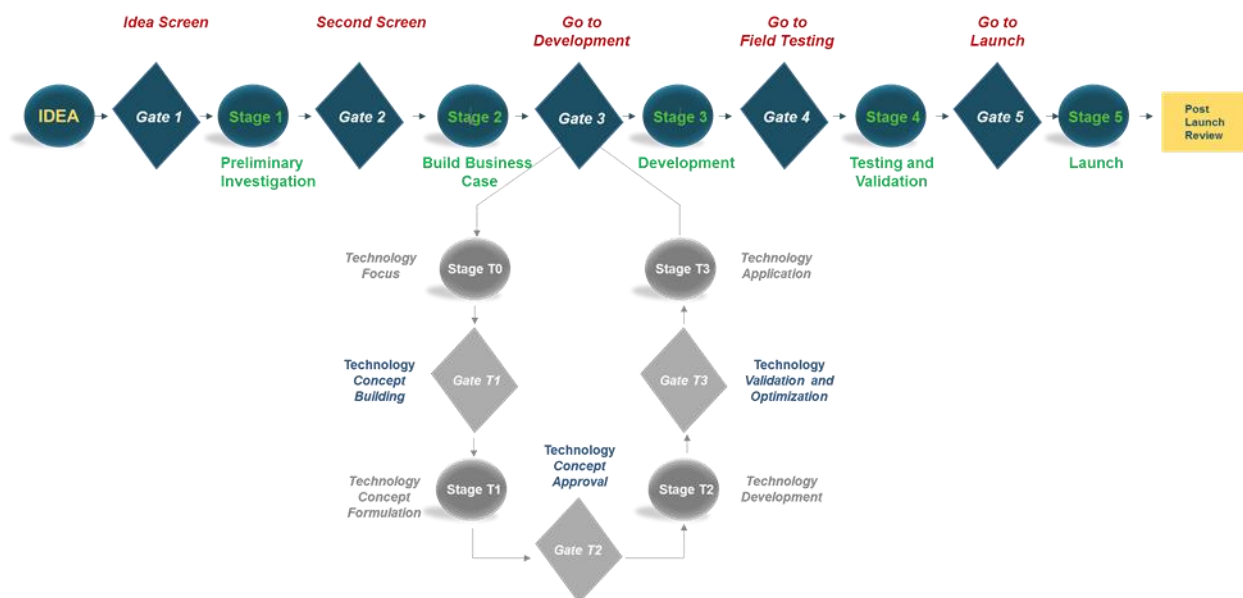 Idea Screen
Second Screen
Go to
Development
Go to
Field Testing
Go to
Launch
IDEA
Gate 1
Stage 1
Gate 2
Stage 2
Gate 3
Stage 3
Gate 4
Stage 4
Gate 5
Stage 5
Post
Launch
Review
Preliminary
Investigation
Build Business
Case
Development
Testing and
Validation
Launch
Technology
Focus
Stage T0
Stage T3
Technology
Application
Technology
Concept
Building
Gate T1
Gate T3
Technology
Validation and
Optimization
Technology
Concept
Formulation
Stage T1
Technology
Concept
Approval
Gate T2
Stage T2
Technology
Development